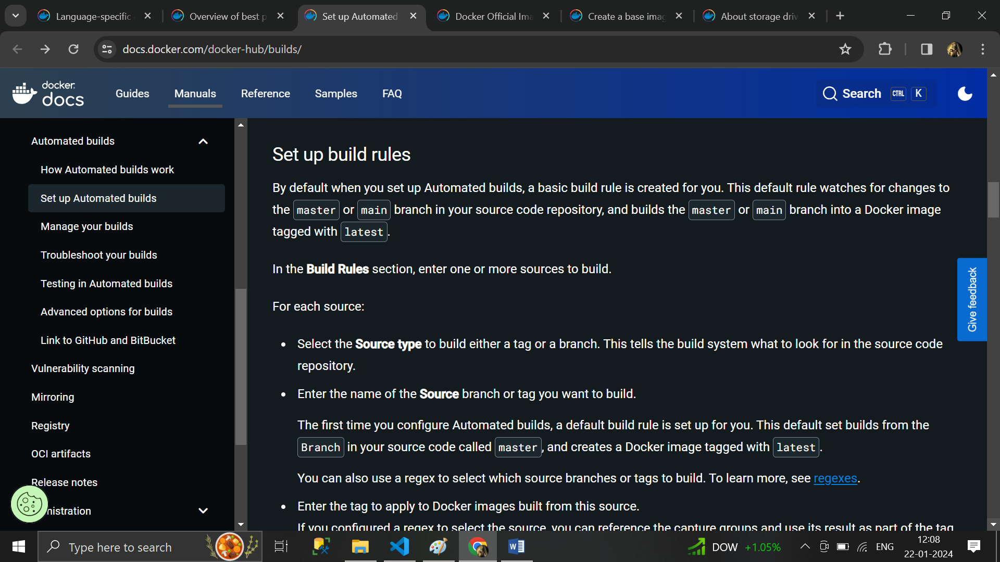 Language-specific
Overview of best p
Set up Automated
Docker Official Ima
Create a base imag
About storage driv
docs.docker.com/docker-hub/builds/
docker
docs
Guides
Manuals
Reference
Samples
FAQ
Search
CTRL
K
Automated builds
How Automated builds work
Set up Automated builds
Manage your builds
Troubleshoot your builds
Testing in Automated builds
Advanced options for builds
Link to GitHub and BitBucket
Vulnerability scanning
Mirroring
Registry
OCI artifacts
Release notes
nistration
Set up build rules
By default when you set up Automated builds, a basic build rule is created for you. This default rule watches for changes to
the master or main branch in your source code repository, and builds the master or main branch into a Docker image
tagged with latest.
In the Build Rules section, enter one or more sources to build.
For each source:
• Select the Source type to build either a tag or a branch. This tells the build system what to look for in the source code
repository.
• Enter the name of the Source branch or tag you want to build.
The first time you configure Automated builds, a default build rule is set up for you. This default set builds from the
Branch in your source code called master, and creates a Docker image tagged with latest.
You can also use a regex to select which source branches or tags to build. To learn more, see regexes.
• Enter the tag to apply to Docker images built from this source.
If you configured a regex to select the source, you can reference the capture groups and use its result as part of the tag
Give feedback
Type here to search
DOW +1.05%
ENG
12:08
22-01-2024